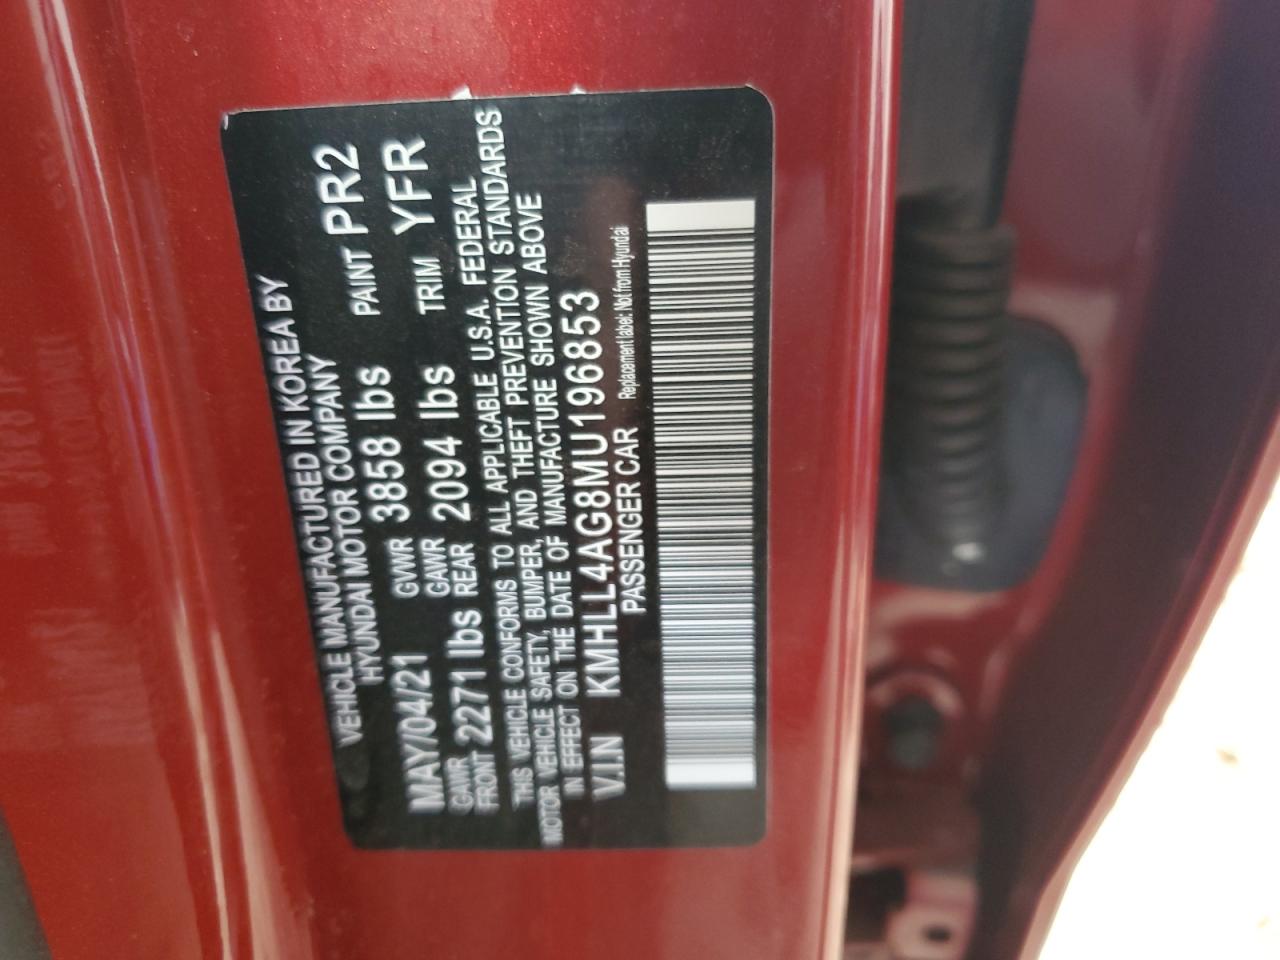 VEHICLE MANUFACTURED IN KOREA BY
HYUNDAI MOTOR COMPANY
MAY/04/21 GVWR 3858 lbs PAINT PR2
GAWR FRONT 2271 lbs GAWR REAR 2094 lbs TRIM YFR
THIS VEHICLE CONFORMS TO ALL APPLICABLE U.S.A. FEDERAL
MOTOR VEHICLE SAFETY, BUMPER, AND THEFT PREVENTION STANDARDS
IN EFFECT ON THE DATE OF MANUFACTURE SHOWN ABOVE
V.I.N KMHLL4AG8MU196853
PASSENGER CAR Replacement label: Not from Hyundai